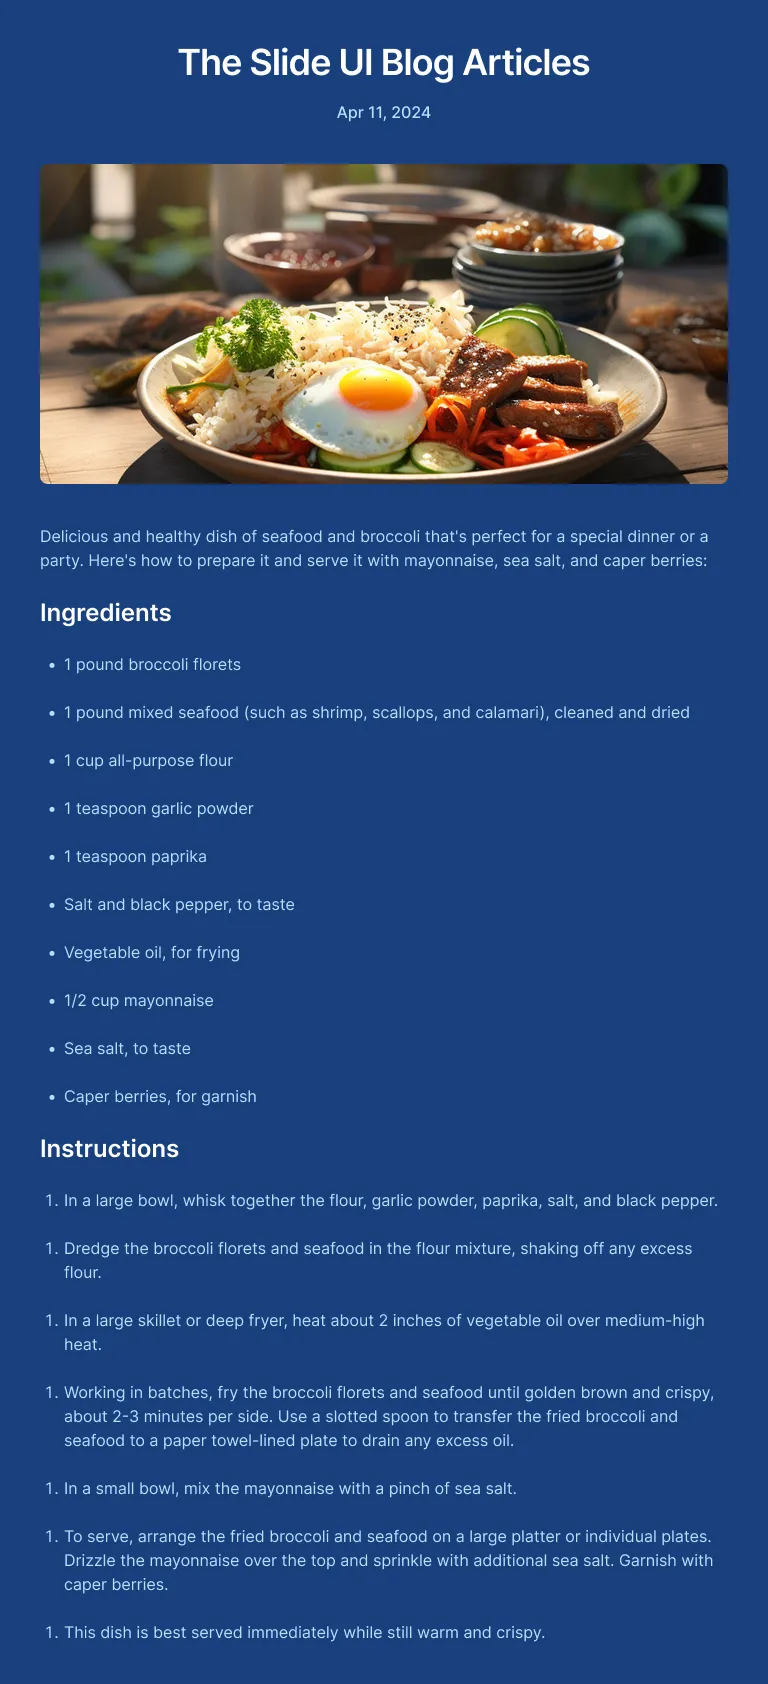 The Slide UI Blog Articles
Apr 11, 2024
Delicious and healthy dish of seafood and broccoli that's perfect for a special dinner or a
party. Here's how to prepare it and serve it with mayonnaise, sea salt, and caper berries:
Ingredients
• 1 pound broccoli florets
• 1 pound mixed seafood (such as shrimp, scallops, and calamari), cleaned and dried
• 1 cup all-purpose flour
• 1 teaspoon garlic powder
• 1 teaspoon paprika
• Salt and black pepper, to taste
• Vegetable oil, for frying
• 1/2 cup mayonnaise
• Sea salt, to taste
• Caper berries, for garnish
Instructions
1. In a large bowl, whisk together the flour, garlic powder, paprika, salt, and black pepper.
1. Dredge the broccoli florets and seafood in the flour mixture, shaking off any excess
flour.
1. In a large skillet or deep fryer, heat about 2 inches of vegetable oil over medium-high
heat.
1. Working in batches, fry the broccoli florets and seafood until golden brown and crispy,
about 2-3 minutes per side. Use a slotted spoon to transfer the fried broccoli and
seafood to a paper towel-lined plate to drain any excess oil.
1. In a small bowl, mix the mayonnaise with a pinch of sea salt.
1. To serve, arrange the fried broccoli and seafood on a large platter or individual plates.
Drizzle the mayonnaise over the top and sprinkle with additional sea salt. Garnish with
caper berries.
1. This dish is best served immediately while still warm and crispy.